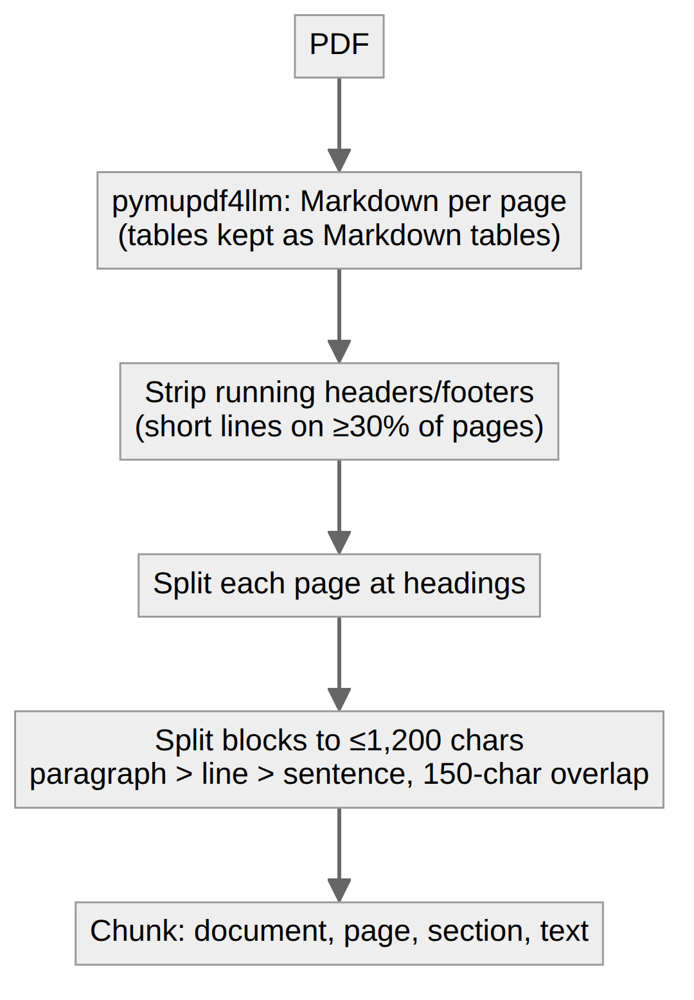 PDF
pymupdf4llm: Markdown per page
(tables kept as Markdown tables)
Strip running headers/footers
(short lines on ≥30% of pages)
Split each page at headings
Split blocks to ≤1,200 chars
paragraph > line > sentence, 150-char overlap
Chunk: document, page, section, text